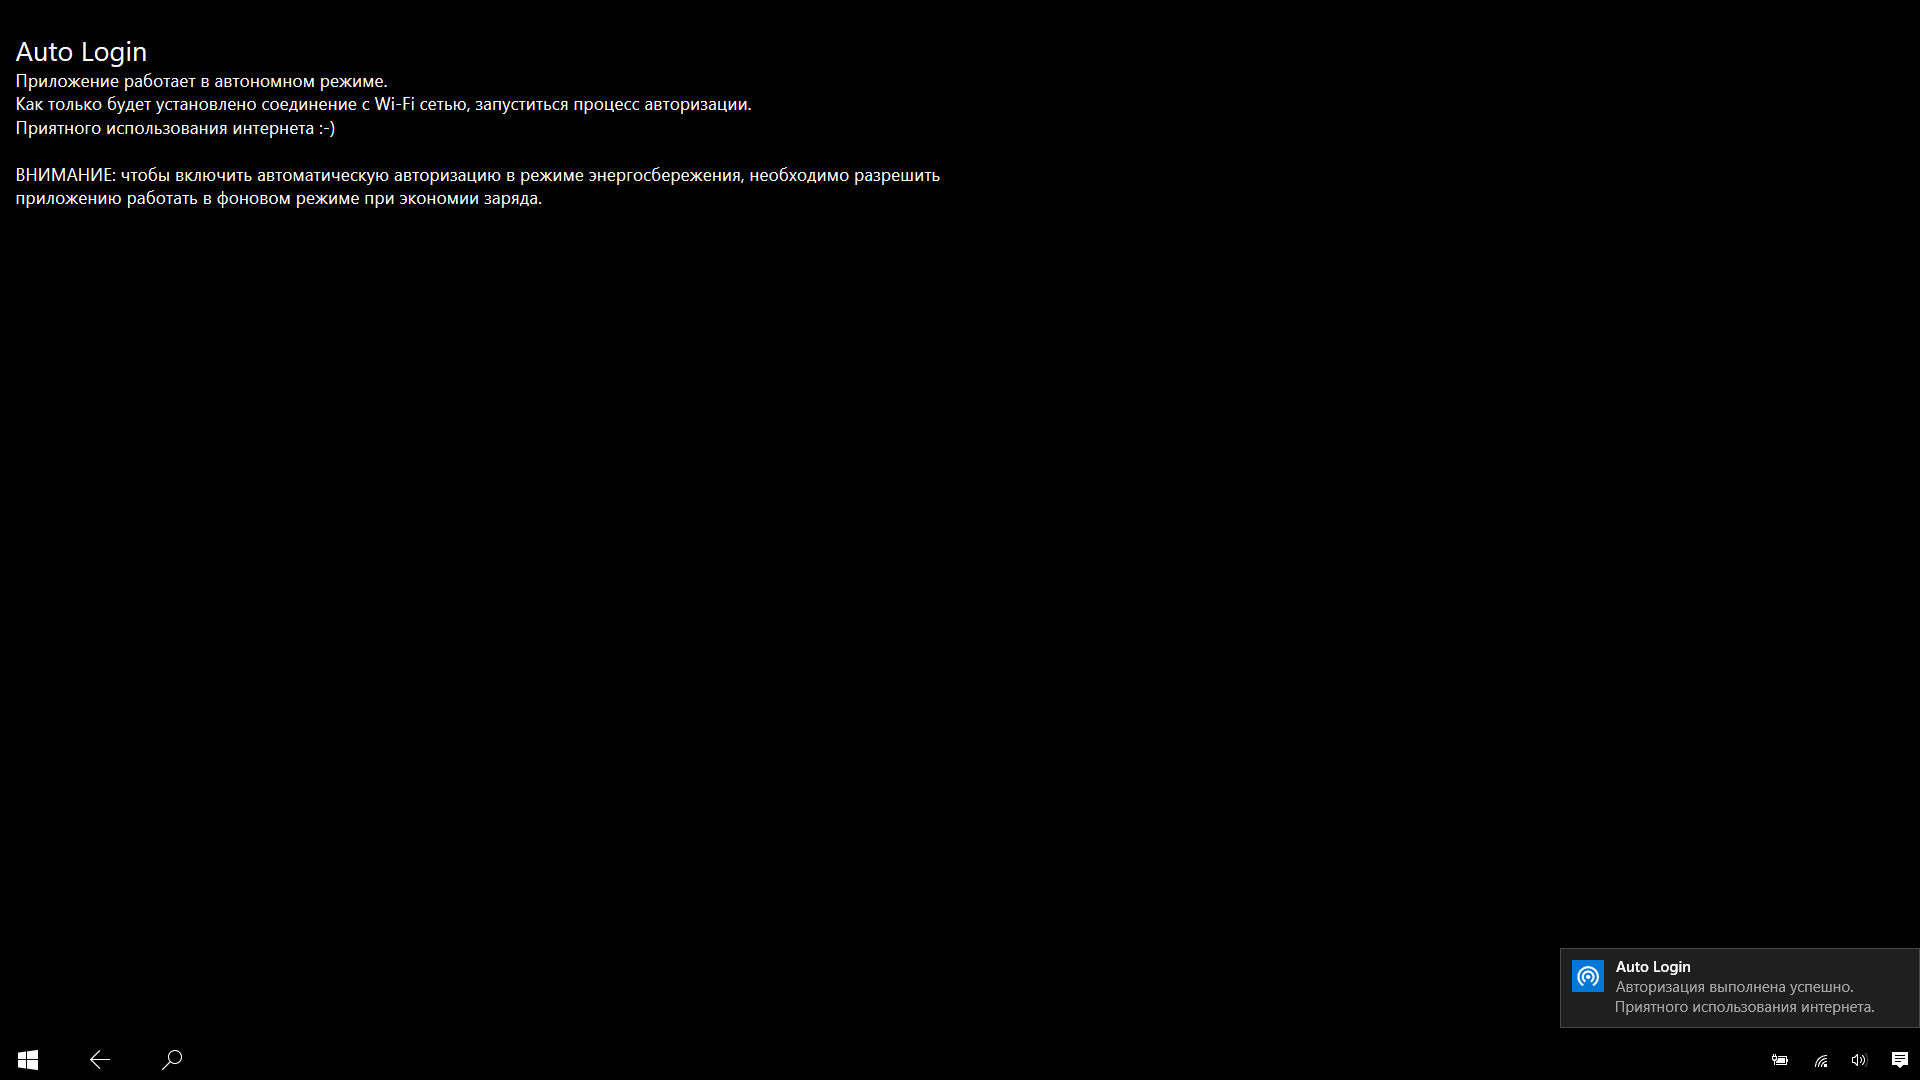 Auto Login
Приложение работает в автономном режиме.
Как только будет установлено соединение с Wi-Fi сетью, запуститься процесс авторизации.
Приятного использования интернета :-)
ВНИМАНИЕ: чтобы включить автоматическую авторизацию в режиме энергосбережения, необходимо разрешить
приложению работать в фоновом режиме при экономии заряда.
Auto Login
Авторизация выполнена успешно.
Приятного использования интернета.